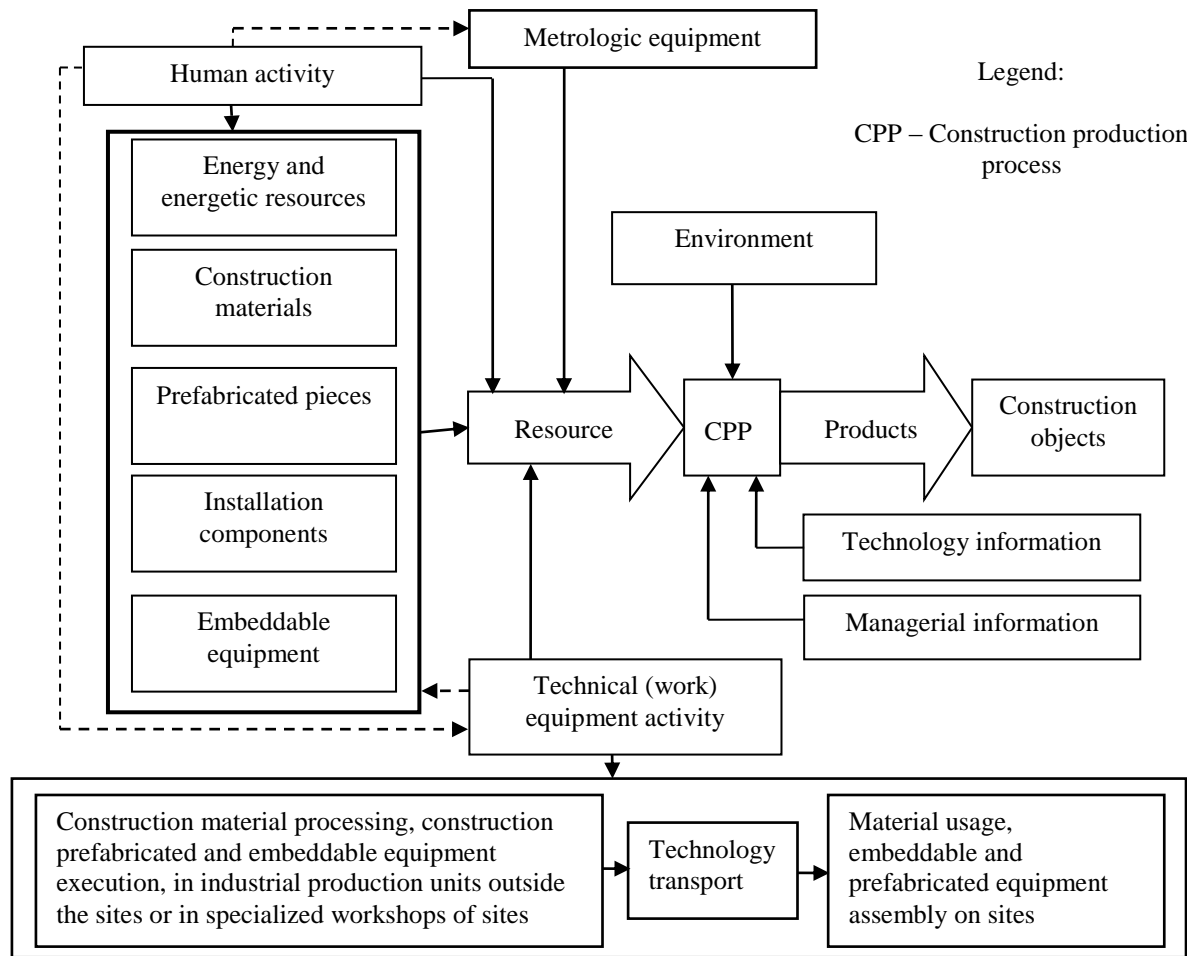 Metrologic equipment
Human activity
Legend:
CPP – Construction production
process
Energy and
energetic resources
Environment
Construction
materials
Prefabricated pieces
Resource
CPP
Products
Construction
objects
Installation
components
Technology information
Managerial information
Embeddable
equipment
Technical (work)
equipment activity
Construction material processing, construction
prefabricated and embeddable equipment
execution, in industrial production units outside
the sites or in specialized workshops of sites
Technology
transport
Material usage,
embeddable and
prefabricated equipment
assembly on sites